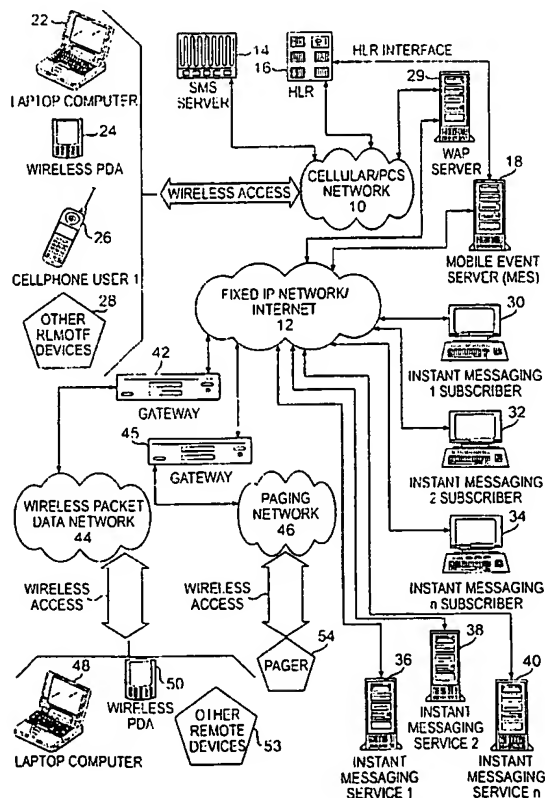 22
LAPTOP COMPUTER
24
WIRELESS PDA
26
CELLPHONE USER 1
28
OTHER
REMOTE
DEVICES
14
SMS
SERVER
16
HLR
HLR INTERFACE
29
WAP
SERVER
18
MOBILE EVENT
SERVER (MES)
WIRELESS ACCESS
CELLULAR/PCS
NETWORK
10
FIXED IP NETWORK/
INTERNET
12
30
INSTANT MESSAGING
1 SUBSCRIBER
32
INSTANT MESSAGING
2 SUBSCRIBER
34
INSTANT MESSAGING
n SUBSCRIBER
42
GATEWAY
45
GATEWAY
WIRELESS PACKET
DATA NETWORK
44
PAGING
NETWORK
46
WIRELESS
ACCESS
WIRELESS
ACCESS
54
PAGER
48
LAPTOP COMPUTER
50
WIRELESS
PDA
OTHER
REMOTE
DEVICES
53
36
INSTANT
MESSAGING
SERVICE 1
38
INSTANT
MESSAGING
SERVICE 2
40
INSTANT
MESSAGING
SERVICE n